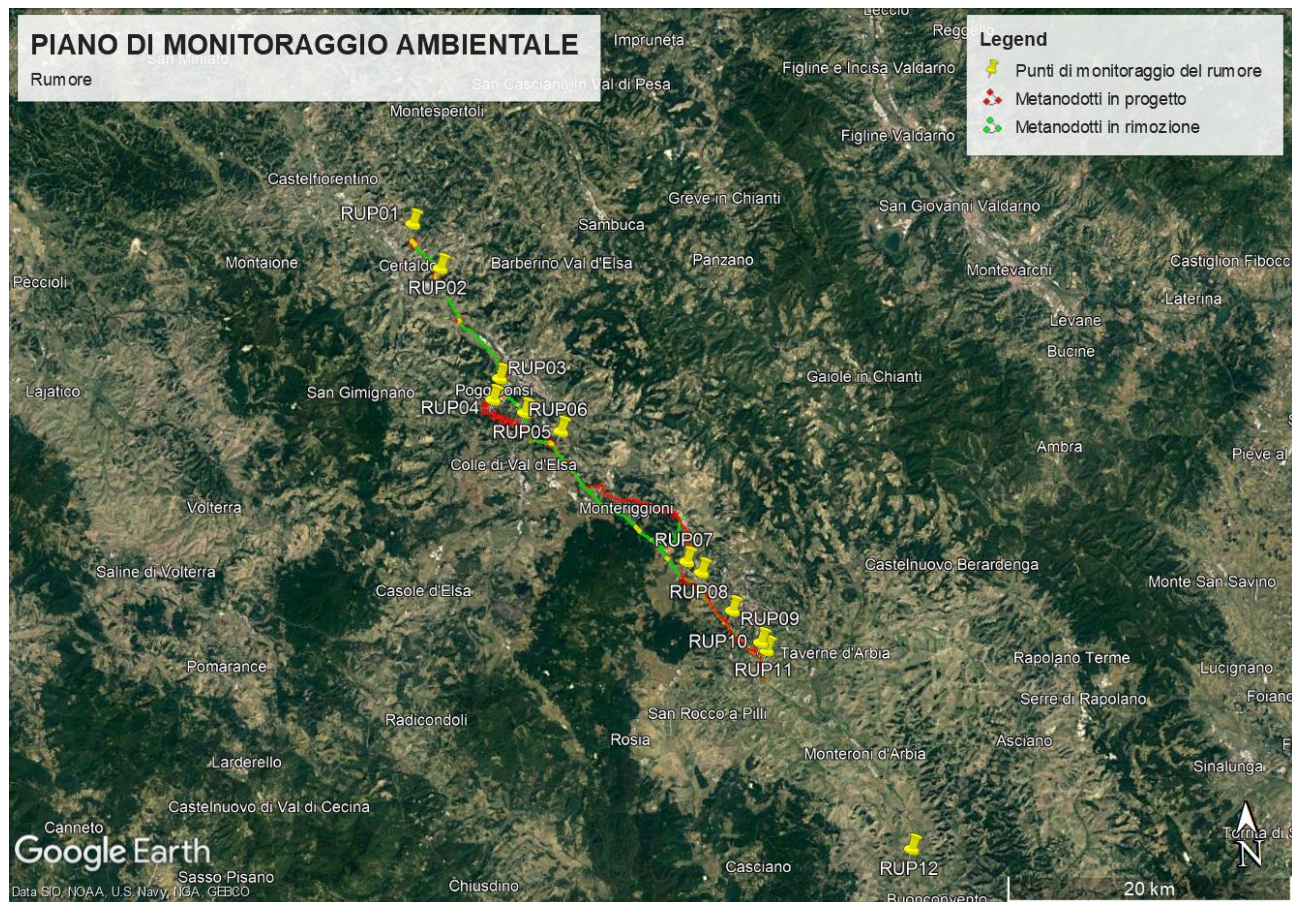 PIANO DI MONITORAGGIO AMBIENTALE
Rumore
Legend
Punti di monitoraggio del rumore
Metanodotti in progetto
Metanodotti in rimozione
Leccio
Impruneta
San Miniato
San Casciano In Val di Pesa
Figline e Incisa Valdarno
Montespertoli
Figline Valdarno
Castelfiorentino
Greve in Chianti
San Giovanni Valdarno
RUP01
Sambuca
Montaione
Certaldo
Barberino Val d'Elsa
Panzano
Montevarchi
Peccioli
RUP02
Laterina
Levane
Bucine
RUP03
Lajatico
San Gimignano
Gaiole in Chianti
RUP04
RUP06
RUP05
Ambra
Colle di Val d'Elsa
Volterra
Monteriggioni
RUP07
Saline di Volterra
Castelnuovo Berardenga
Monte San Savino
Casole d'Elsa
RUP08
RUP09
RUP10
Taverne d'Arbia
Rapolano Terme
Pomarance
RUP11
Lucignano
Serre di Rapolano
Radicondoli
San Rocco a Pilli
Rosia
Asciano
Monteroni d'Arbia
Larderello
Sinalunga
Castelnuovo di Val di Cecina
Canneto
Google Earth
N
Casciano
RUP12
Sasso Pisano
Chiusdino
20 km
Data SIO, NOAA, U.S. Navy, NGA, GEBCO
Buonconvento